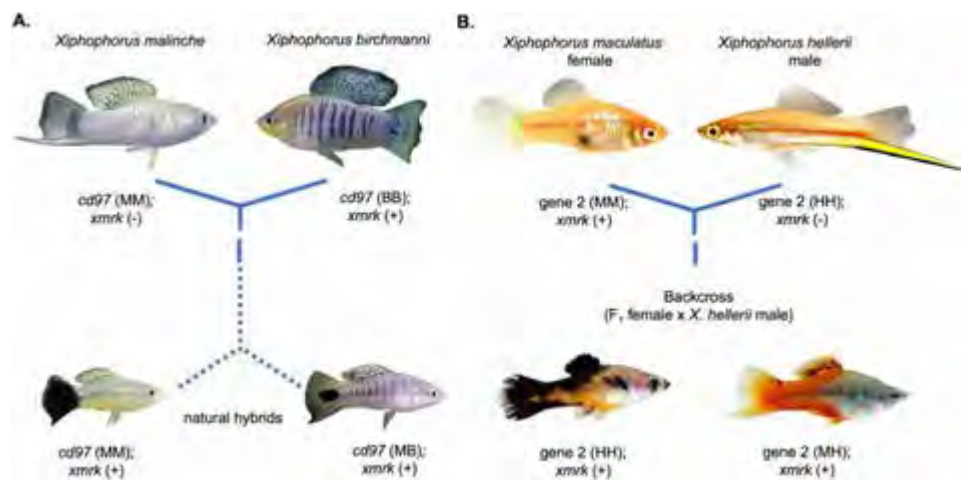 A.
Xiphophorus malinche
Xiphophorus birchmanni
cd97 (MM);
xmrk (-)
cd97 (BB);
xmrk (+)
natural hybrids
cd97 (MM);
xmrk (+)
cd97 (MB);
xmrk (+)
B.
Xiphophorus maculatus
female
Xiphophorus hellerii
male
gene 2 (MM);
xmrk (+)
gene 2 (HH);
xmrk (-)
Backcross
(F₁ female x X. hellerii male)
gene 2 (HH);
xmrk (+)
gene 2 (MH);
xmrk (+)